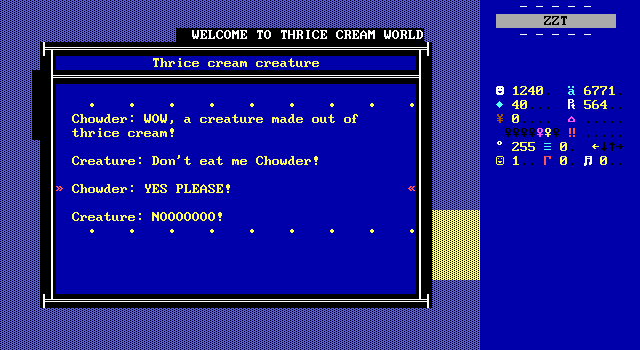 WELCOME TO THRICE CREAM WORLD
ZZT
Thrice cream creature
Chowder: WOW, a creature made out of
thrice cream!
Creature: Don't eat me Chowder!
» Chowder: YES PLEASE! «
Creature: NOOOOOOO!
1240 ä 6771
40 R 564
¥ 0
‼
° 255 ≡ 0 ←↓↑→
1 Γ 0 ♫ 0